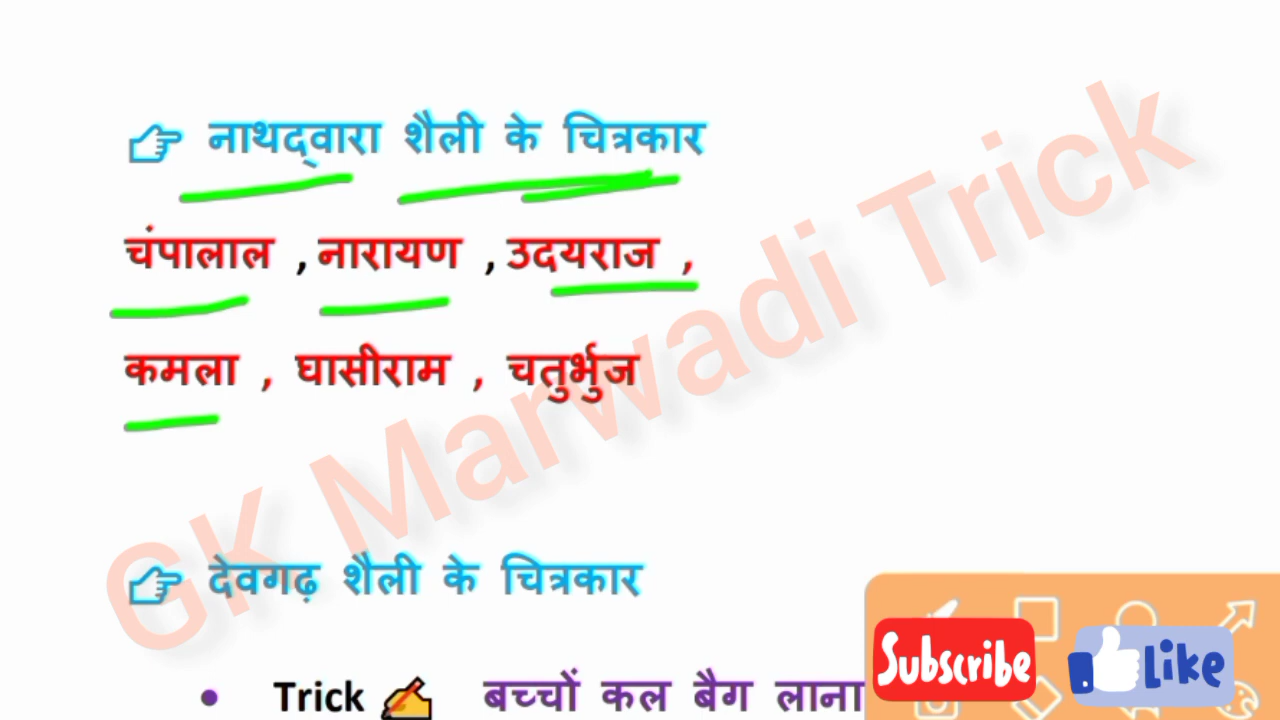 नाथद्वारा शैली के चित्रकार
चंपालाल , नारायण , उदयराज ,
कमला , घासीराम , चतुर्भुज
GK Marwadi Trick
देवगढ़ शैली के चित्रकार
• Trick ✍ बच्चों कल बैग लाना
Subscribe
Like